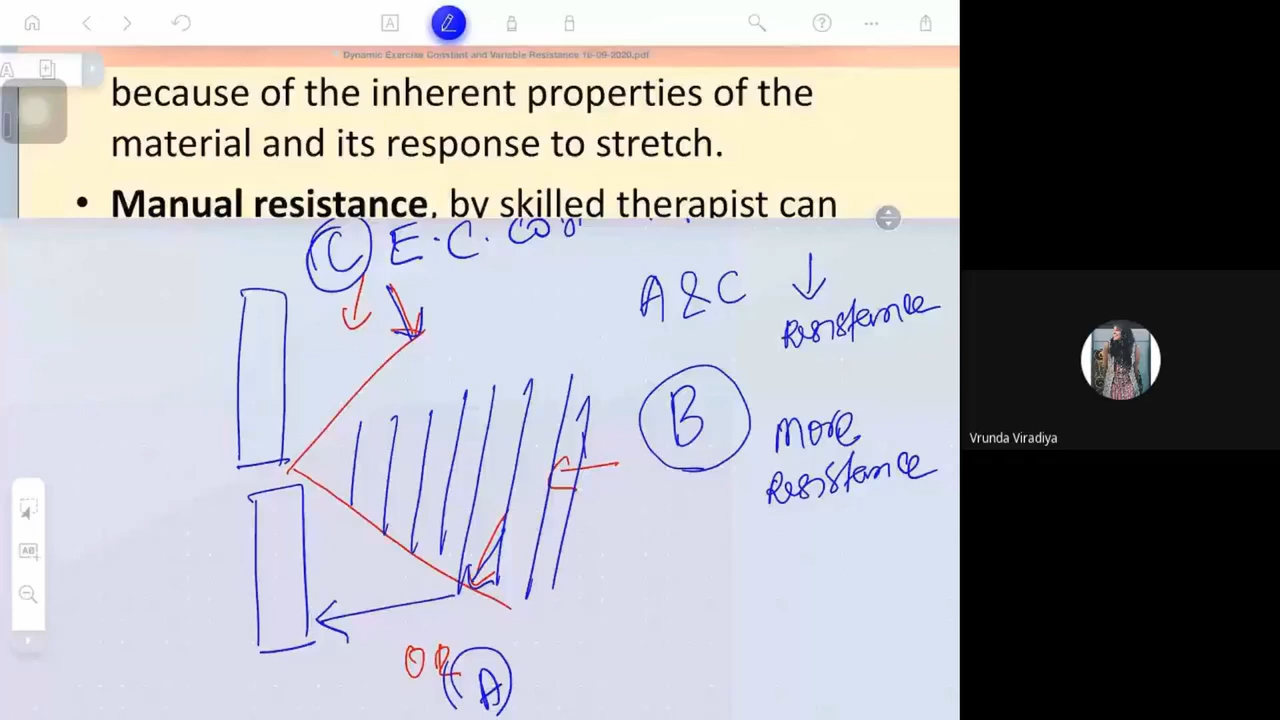 Dynamic Exercise Constant and Variable Resistance 16-09-2020.pdf
because of the inherent properties of the
material and its response to stretch.
• Manual resistance, by skilled therapist can
C E.C.
A & C ↓
Resistance
B
More
Resistance
A
Vrunda Viradiya